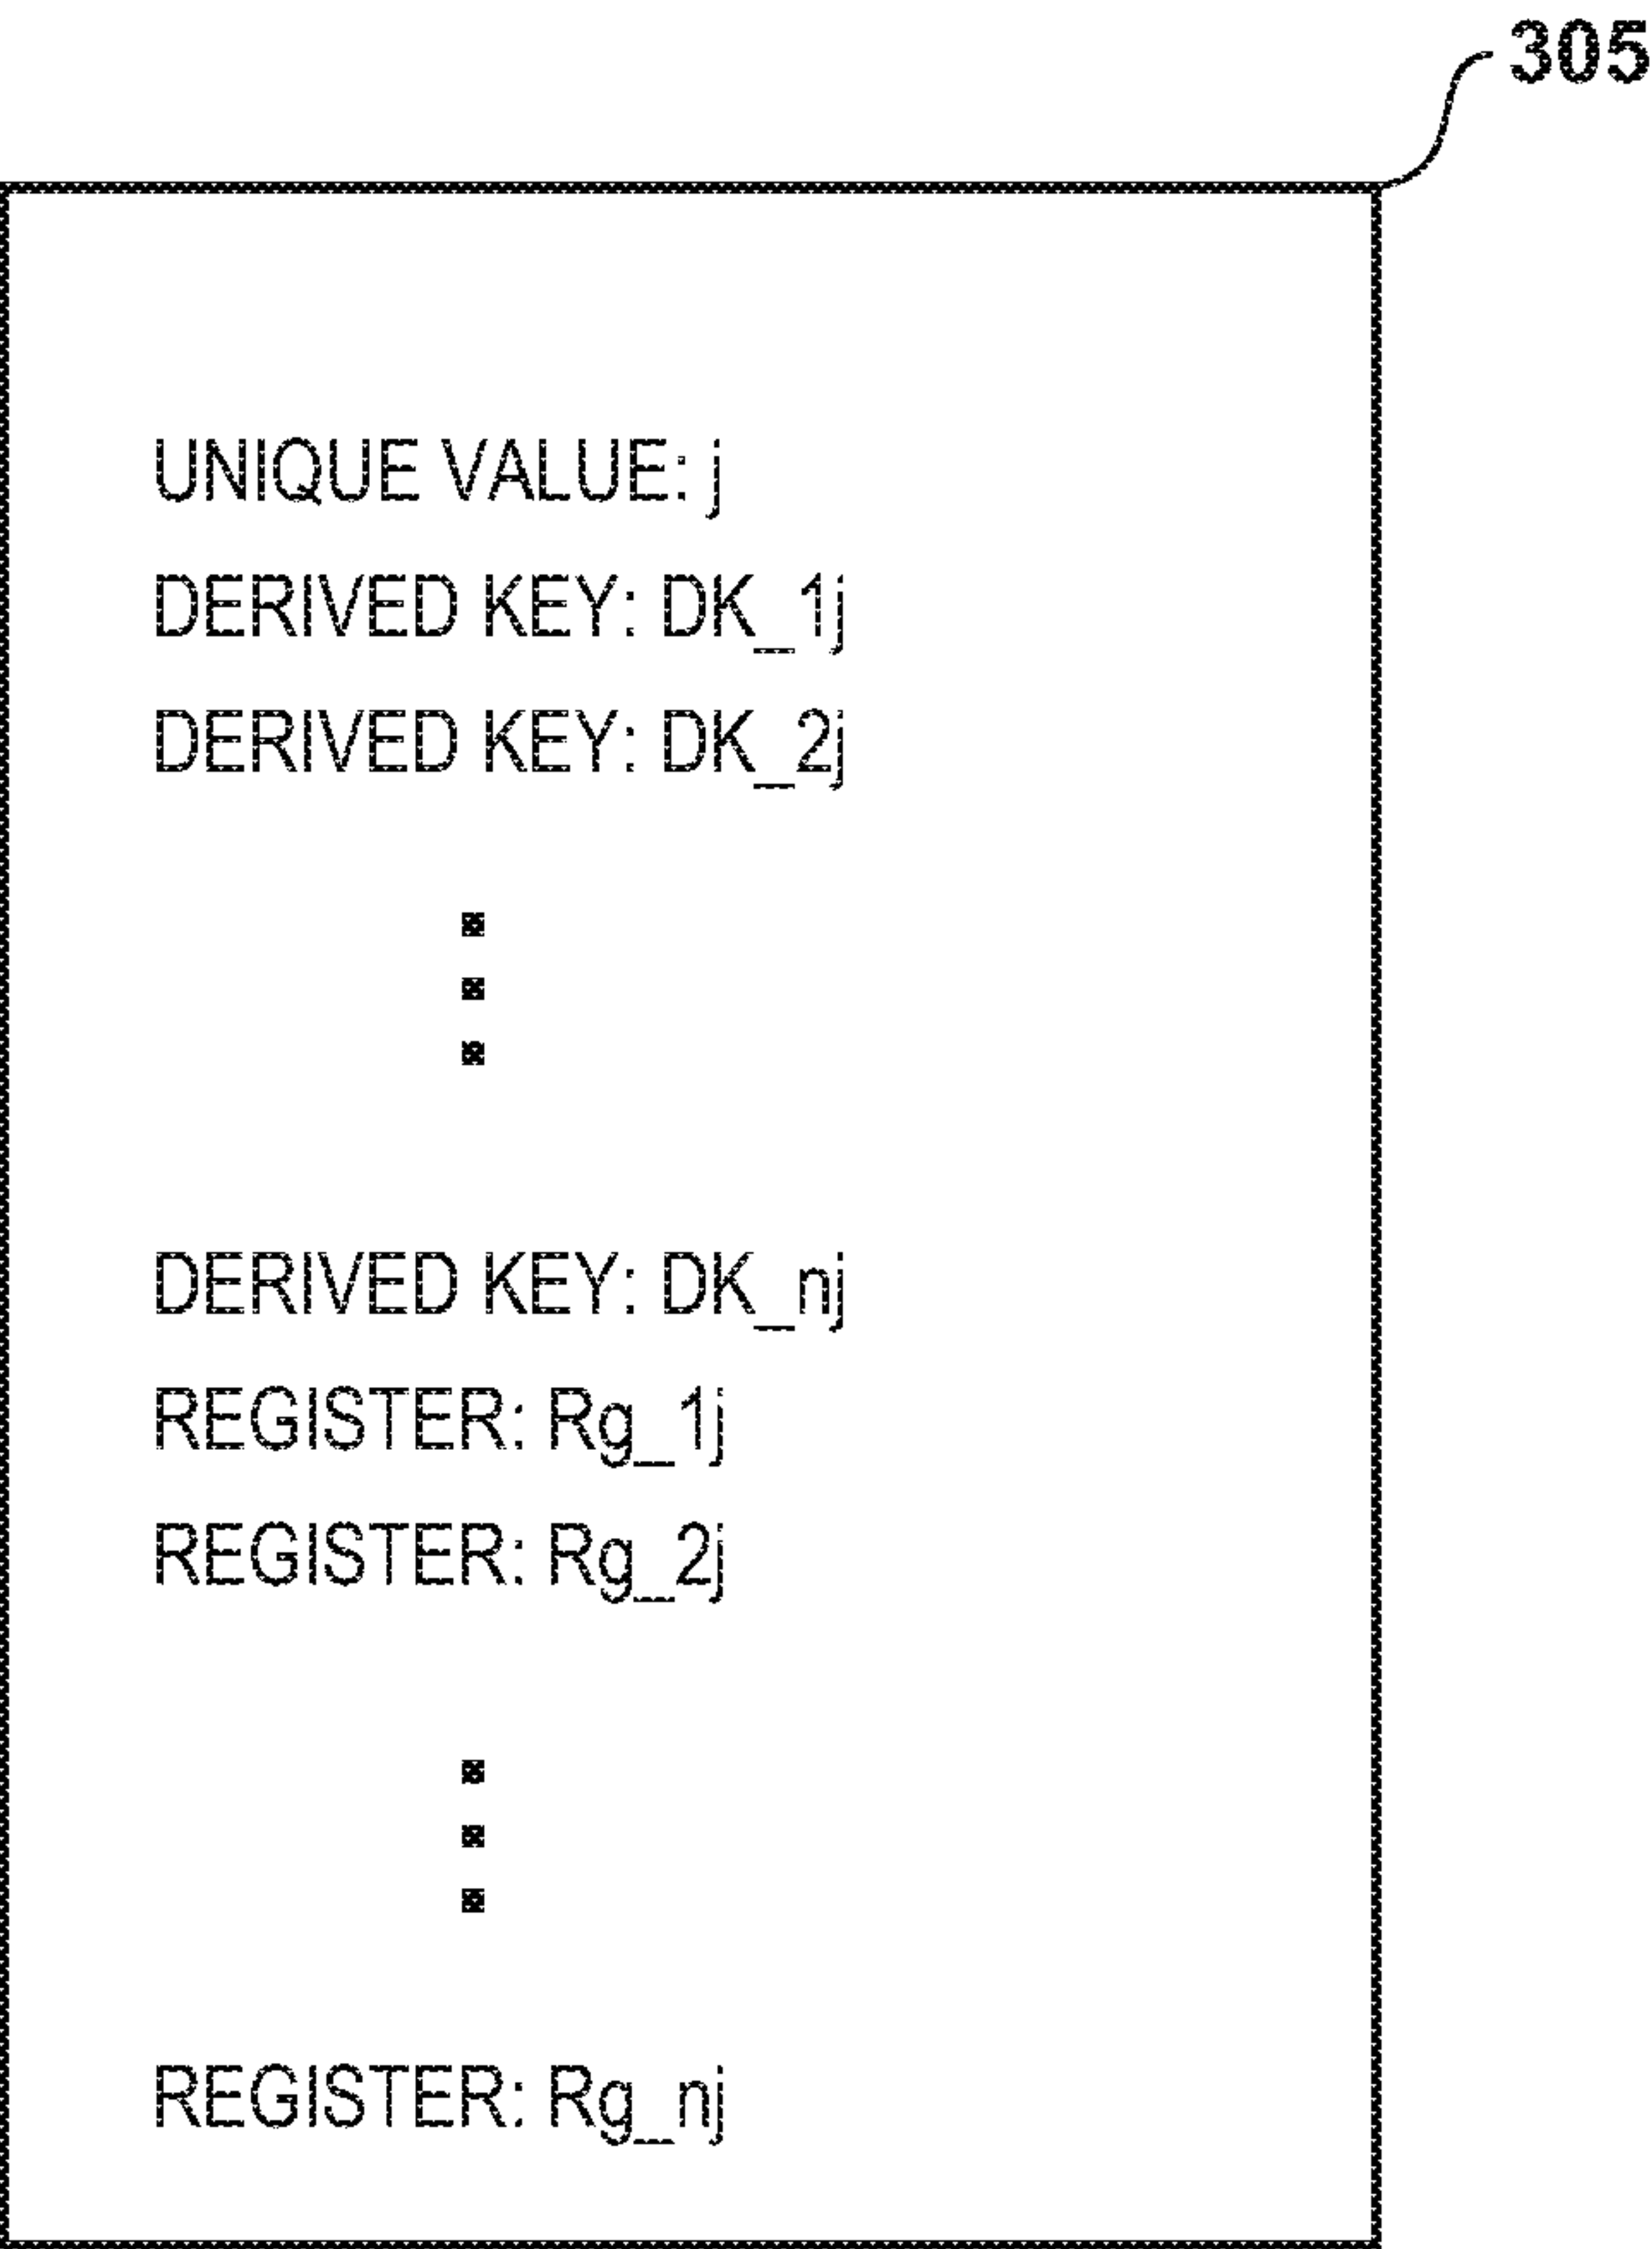 305
UNIQUE VALUE: j
DERIVED KEY: DK_1j
DERIVED KEY: DK_2j
DERIVED KEY: DK_nj
REGISTER: Rg_1j
REGISTER: Rg_2j
REGISTER: Rg_nj